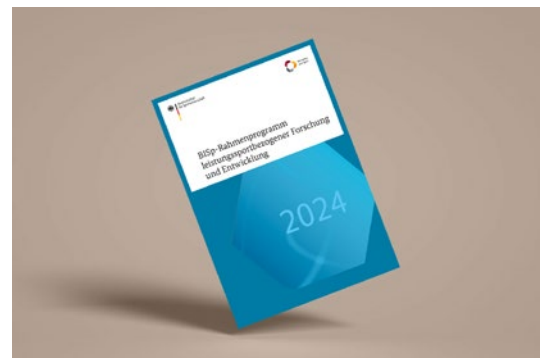 BISp-Rahmenprogramm
leistungssportbezogener Forschung
und Entwicklung
2024